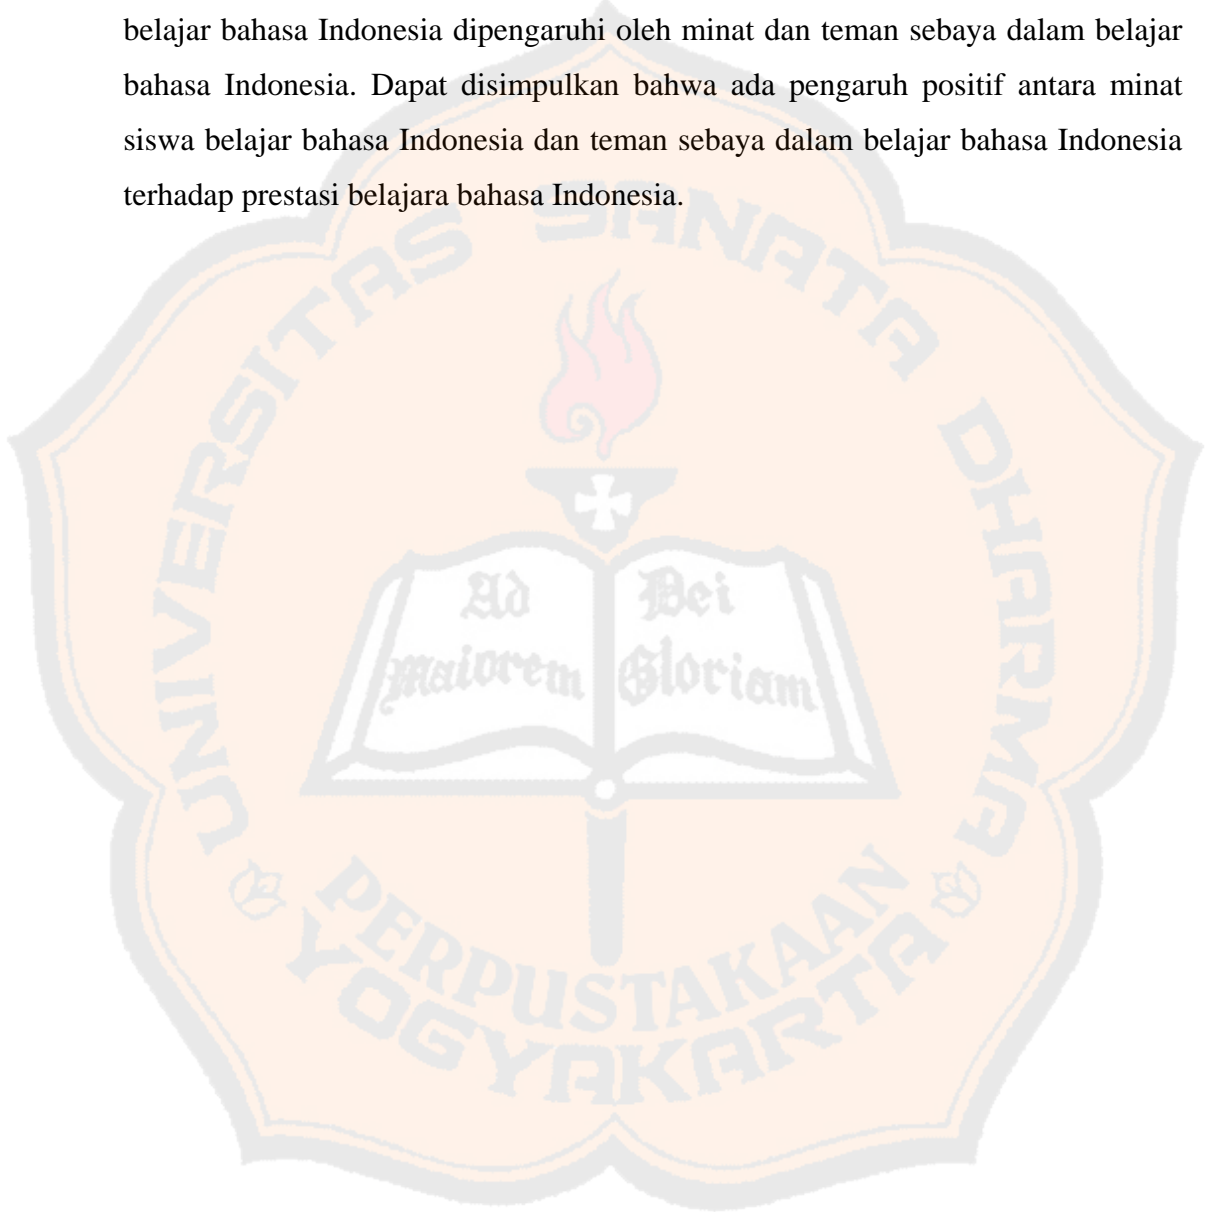 belajar bahasa Indonesia dipengaruhi oleh minat dan teman sebaya dalam belajar
bahasa Indonesia. Dapat disimpulkan bahwa ada pengaruh positif antara minat
siswa belajar bahasa Indonesia dan teman sebaya dalam belajar bahasa Indonesia
terhadap prestasi belajara bahasa Indonesia.
UNIVERSITAS SANATA DHARMA
Ad Dei
Maiorem Gloriam
PERPUSTAKAAN
YOGYAKARTA